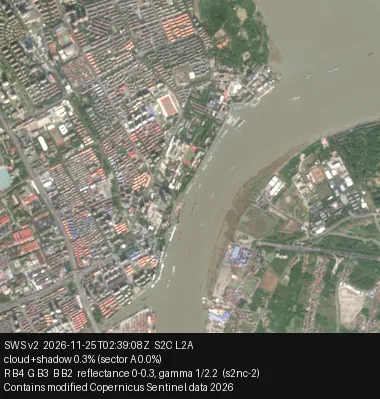 SWS v2 2026-11-25T02:39:08Z S2C L2A
cloud+shadow 0.3% (sector A 0.0%)
R B4 G B3 B B2 reflectance 0-0.3, gamma 1/2.2 (s2nc-2)
Contains modified Copernicus Sentinel data 2026